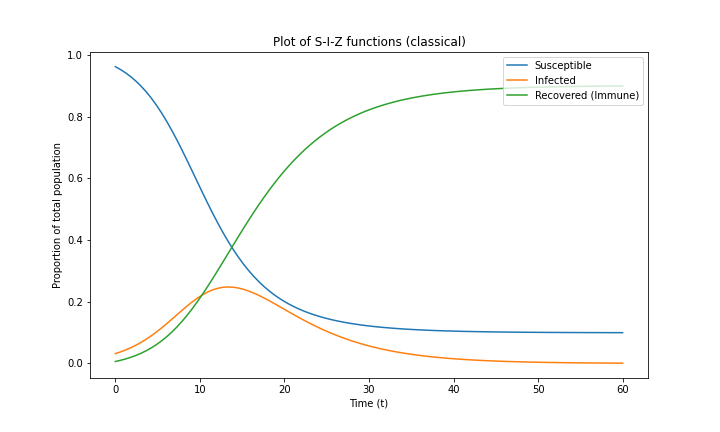 Plot of S-I-Z functions (classical)
Susceptible
Infected
Recovered (Immune)
Proportion of total population
1.0
0.8
0.6
0.4
0.2
0.0
0 10 20 30 40 50 60
Time (t)